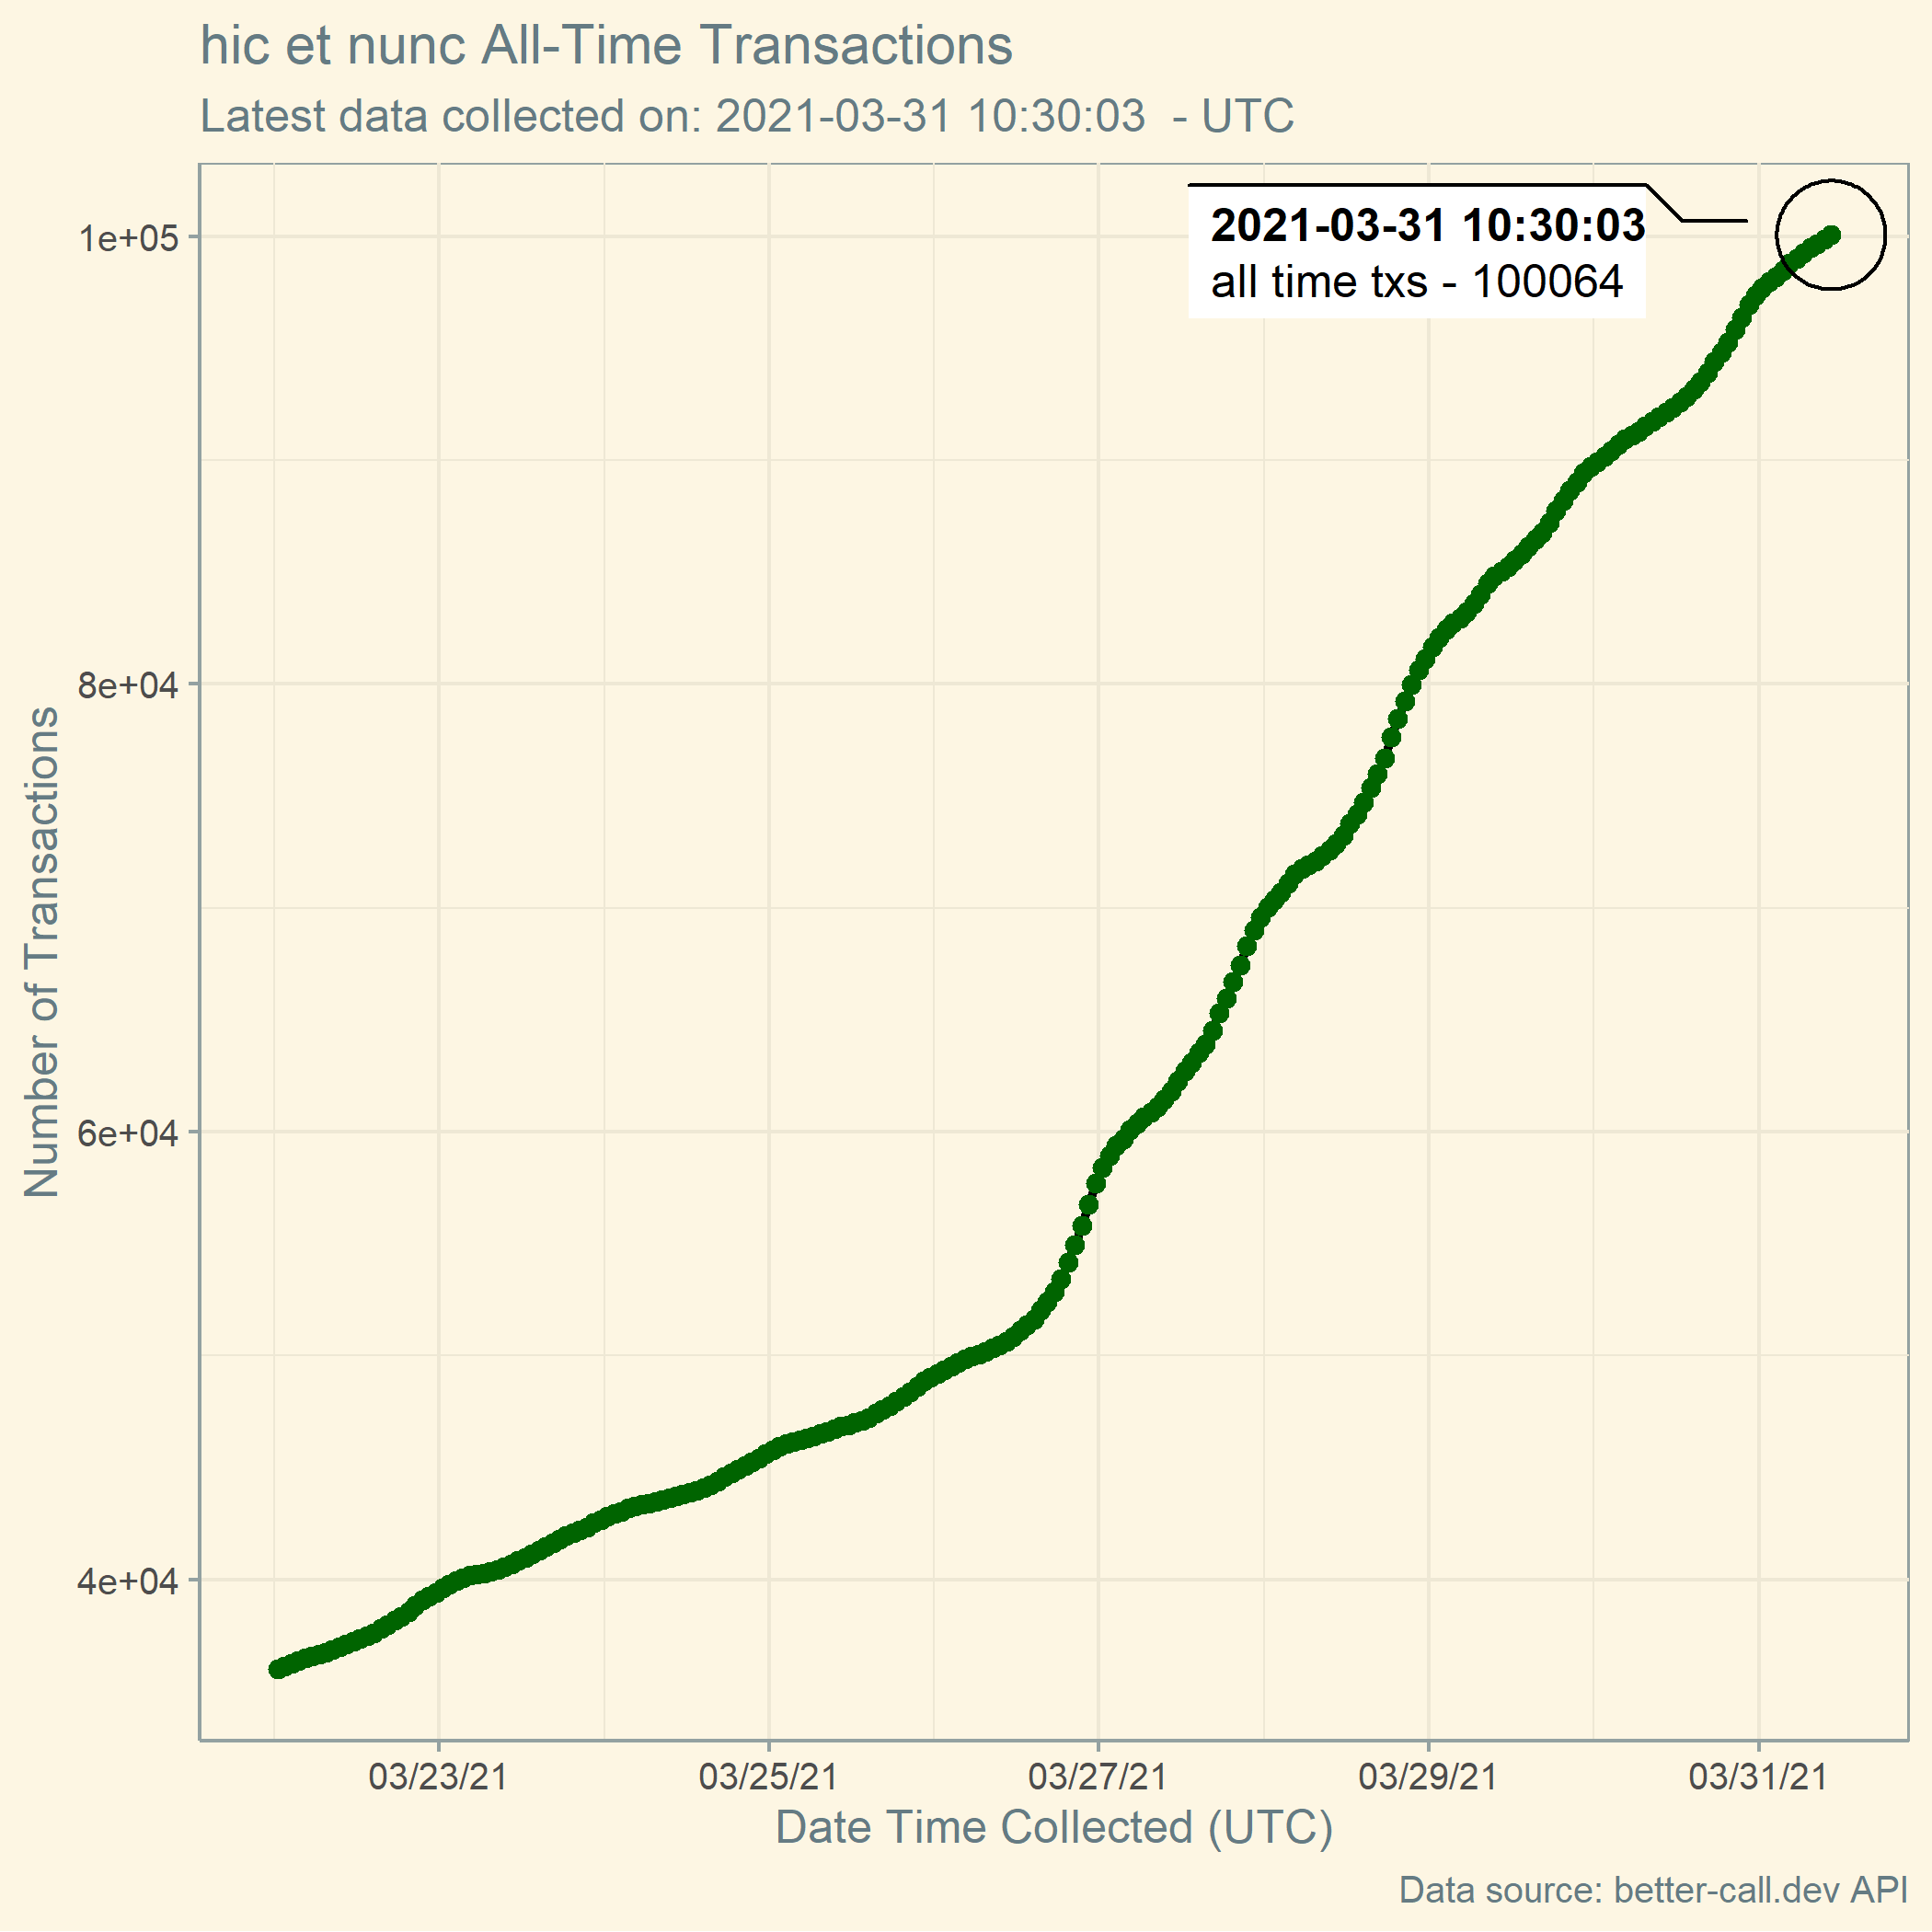 hic et nunc All-Time Transactions
Latest data collected on: 2021-03-31 10:30:03  - UTC
2021-03-31 10:30:03
all time txs - 100064
Number of Transactions
1e+05
8e+04
6e+04
4e+04
03/23/21
03/25/21
03/27/21
03/29/21
03/31/21
Date Time Collected (UTC)
Data source: better-call.dev API